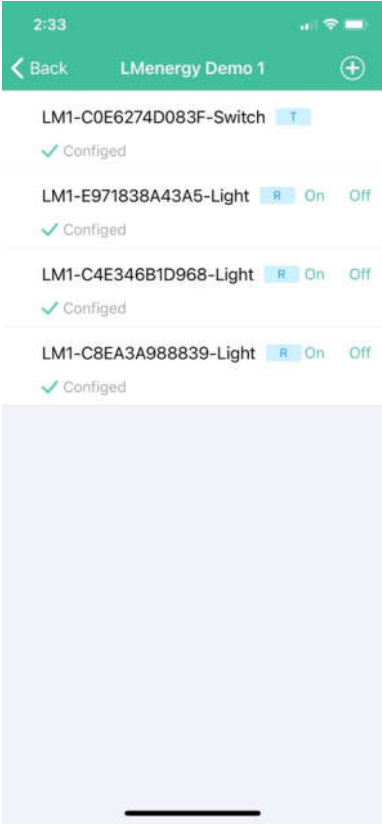 2:33
Back LMenergy Demo 1
LM1-C0E6274D083F-Switch T
Configed
LM1-E971838A43A5-Light R On Off
Configed
LM1-C4E346B1D968-Light R On Off
Configed
LM1-C8EA3A988839-Light R On Off
Configed